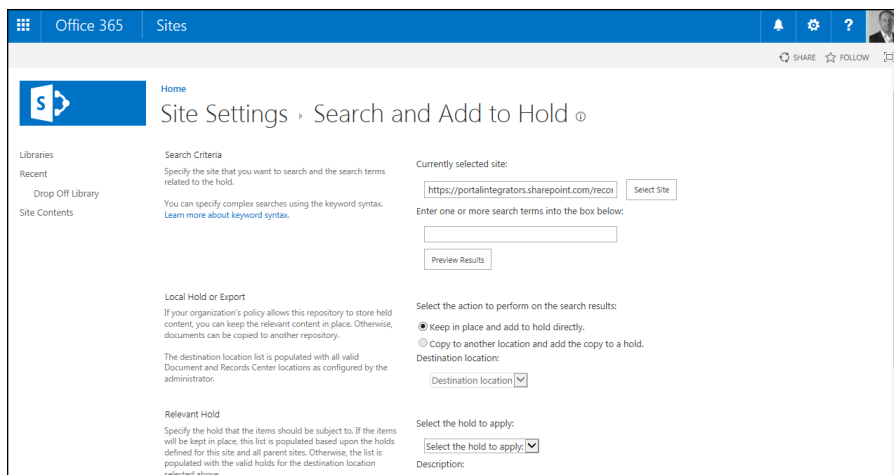 Office 365
Sites
?
SHARE
FOLLOW
S
Home
Site Settings › Search and Add to Hold
Libraries
Recent
Drop Off Library
Site Contents
Search Criteria
Specify the site that you want to search and the search terms
related to the hold.
You can specify complex searches using the keyword syntax.
Learn more about keyword syntax.
Currently selected site:
https://portalintegrators.sharepoint.com/recor
Select Site
Enter one or more search terms into the box below:
Preview Results
Local Hold or Export
If your organization's policy allows this repository to store held
content, you can keep the relevant content in place. Otherwise,
documents can be copied to another repository.
The destination location list is populated with all valid
Document and Records Center locations as configured by the
administrator.
Select the action to perform on the search results:
Keep in place and add to hold directly.
Copy to another location and add the copy to a hold.
Destination location:
Destination location
Relevant Hold
Specify the hold that the items should be subject to. If the items
will be kept in place, this list is populated based upon the holds
defined for this site and all parent sites. Otherwise, the list is
populated with the valid holds for the destination location
selected above.
Select the hold to apply:
Select the hold to apply:
Description: